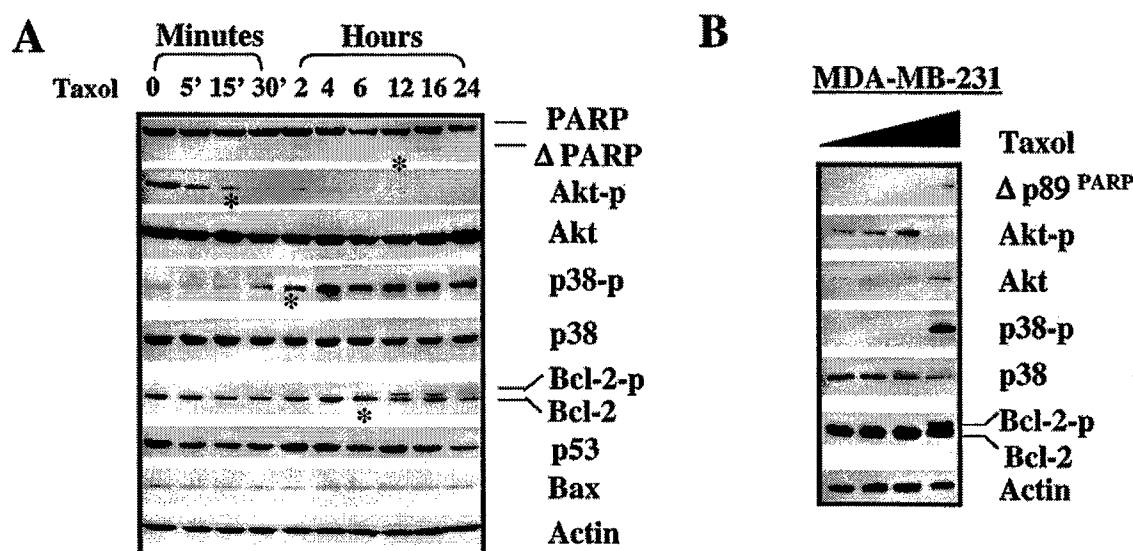 A
Minutes Hours
Taxol 0 5' 15' 30' 2 4 6 12 16 24
PARP
Δ PARP
*
Akt-p
*
Akt
p38-p
*
p38
Bcl-2-p
Bcl-2
*
p53
Bax
Actin
B
MDA-MB-231
Taxol
Δ p89 PARP
Akt-p
Akt
p38-p
p38
Bcl-2-p
Bcl-2
Actin